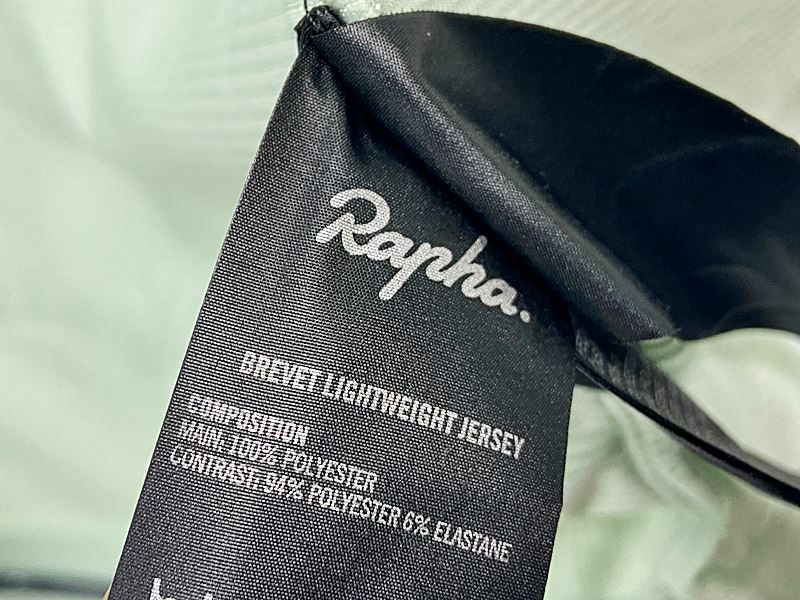 Rapha.
BREVET LIGHTWEIGHT JERSEY
COMPOSITION
MAIN: 100% POLYESTER
CONTRAST: 94% POLYESTER 6% ELASTANE